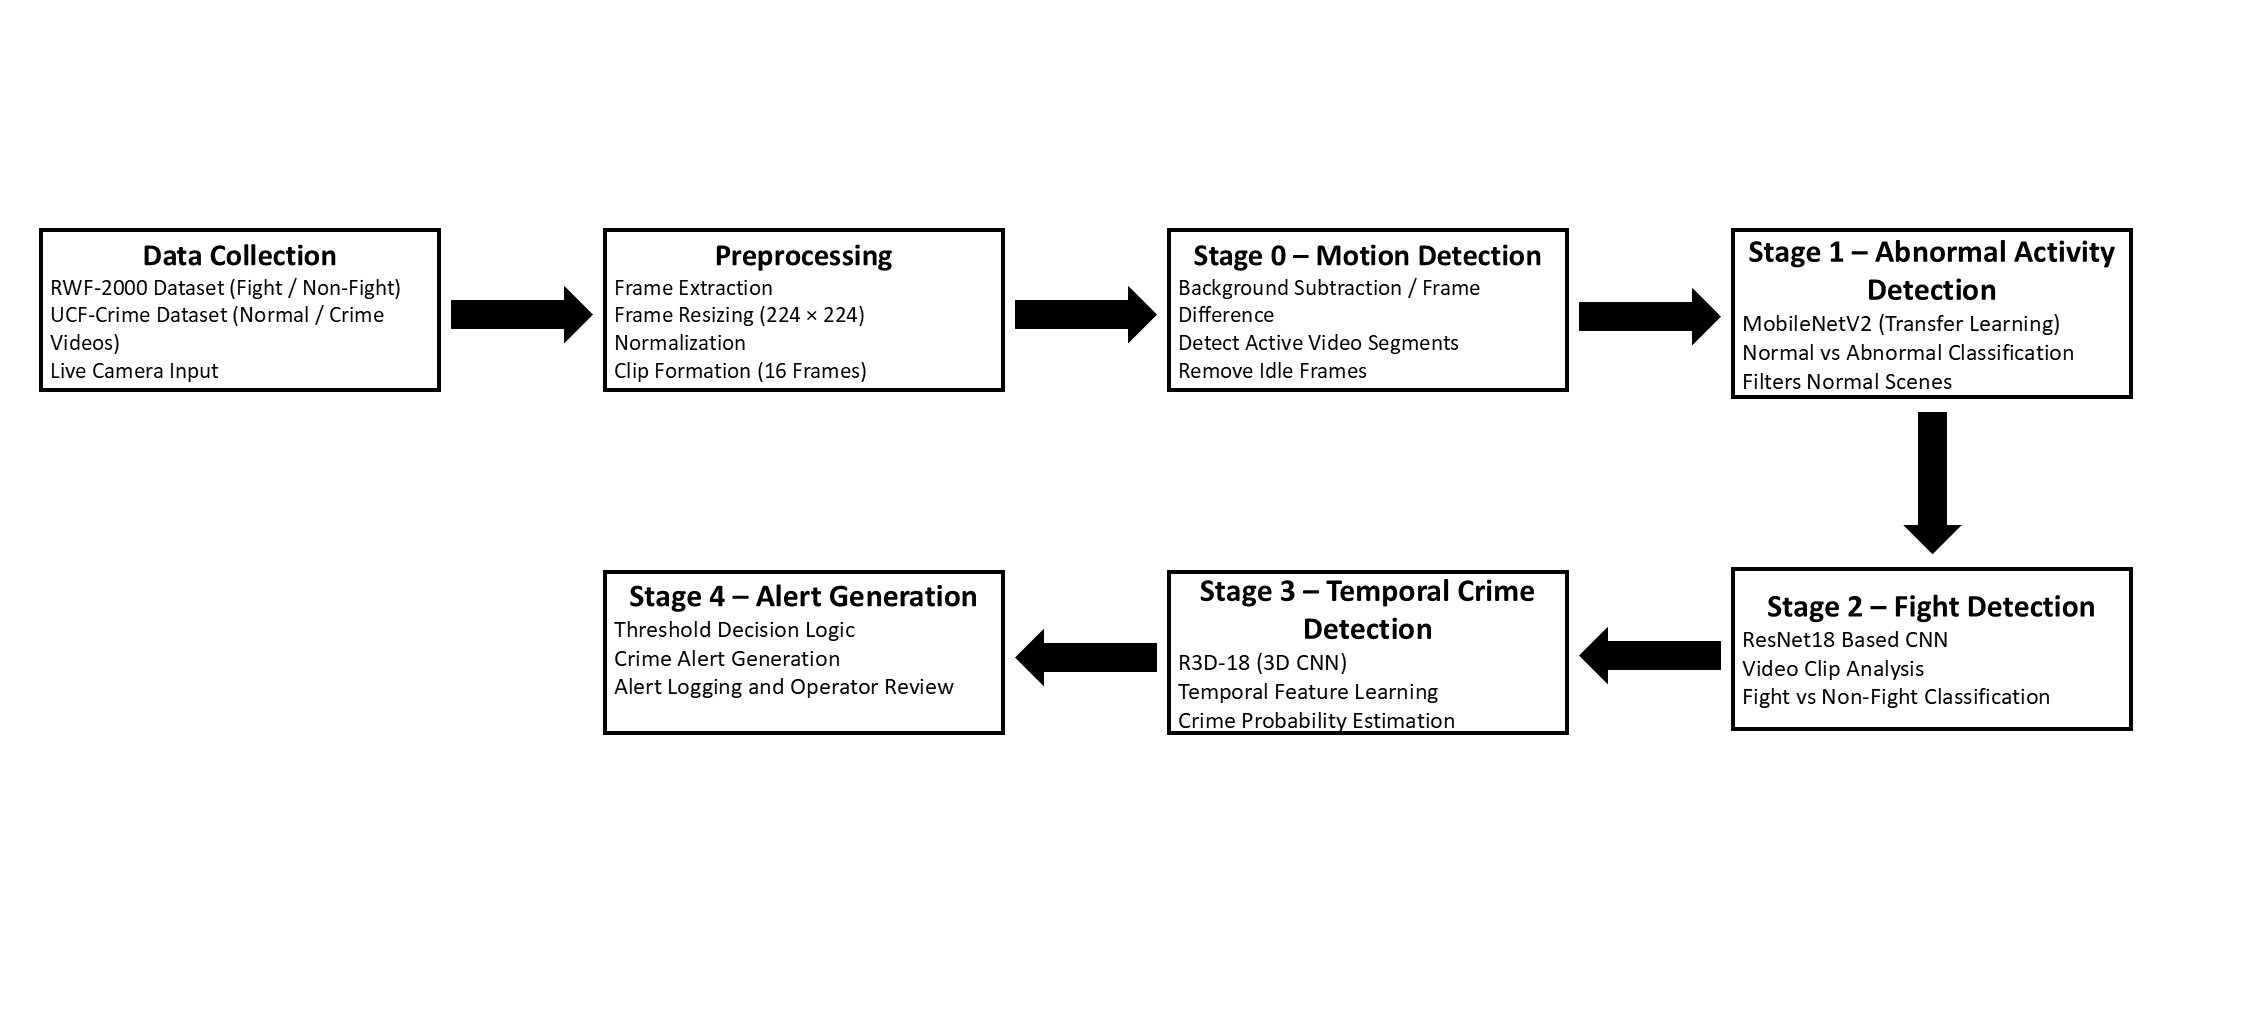 Data Collection
RWF-2000 Dataset (Fight / Non-Fight)
UCF-Crime Dataset (Normal / Crime
Videos)
Live Camera Input
Preprocessing
Frame Extraction
Frame Resizing (224 × 224)
Normalization
Clip Formation (16 Frames)
Stage 0 – Motion Detection
Background Subtraction / Frame
Difference
Detect Active Video Segments
Remove Idle Frames
Stage 1 – Abnormal Activity
Detection
MobileNetV2 (Transfer Learning)
Normal vs Abnormal Classification
Filters Normal Scenes
Stage 2 – Fight Detection
ResNet18 Based CNN
Video Clip Analysis
Fight vs Non-Fight Classification
Stage 3 – Temporal Crime
Detection
R3D-18 (3D CNN)
Temporal Feature Learning
Crime Probability Estimation
Stage 4 – Alert Generation
Threshold Decision Logic
Crime Alert Generation
Alert Logging and Operator Review